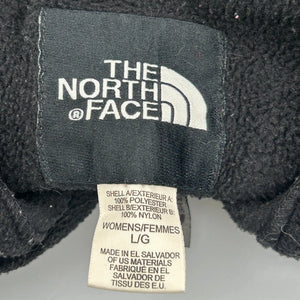 THE
NORTH
® FACE
SHELL A/EXTERIEUR A:
100% POLYESTER
SHELL B/EXTERIEUR B:
100% NYLON
WOMENS/FEMMES
L/G
MADE IN EL SALVADOR
OF US MATERIALS
FABRIQUÉ EN EL
SALVADOR DE
TISSU DES E.U.